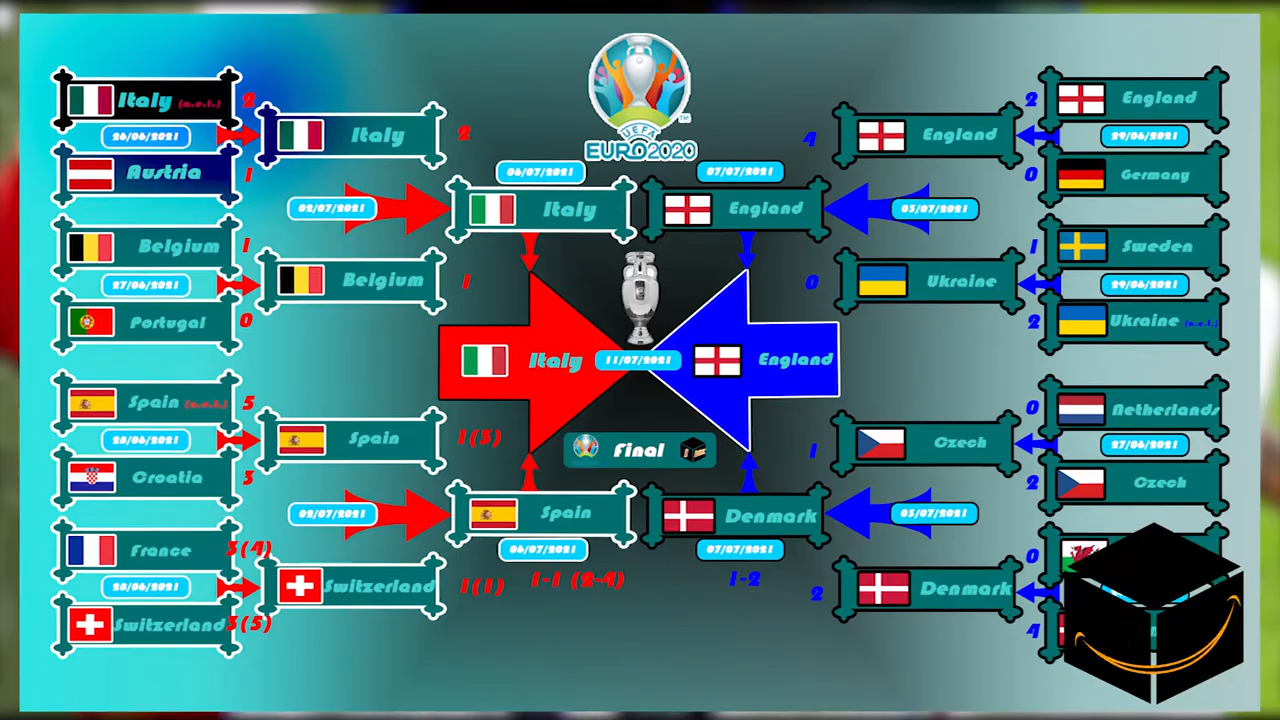 UEFA
EURO2020
TM
Italy (a.e.t.) 2
26/06/2021
Austria 1
Belgium 1
27/06/2021
Portugal 0
Spain (a.e.t.) 5
28/06/2021
Croatia 3
France 3(4)
28/06/2021
Switzerland 3(5)
Italy 2
02/07/2021
Belgium 1
Spain 1(3)
02/07/2021
Switzerland 1(1)
06/07/2021
Italy
Spain
06/07/2021
1-1 (2-4)
Italy
11/07/2021
England
Final
07/07/2021
England
Denmark
07/07/2021
1-2
4 England
03/07/2021
0 Ukraine
1 Czech
03/07/2021
2 Denmark
2 England
29/06/2021
0 Germany
1 Sweden
29/06/2021
2 Ukraine (a.e.t.)
0 Netherlands
27/06/2021
2 Czech
0
4